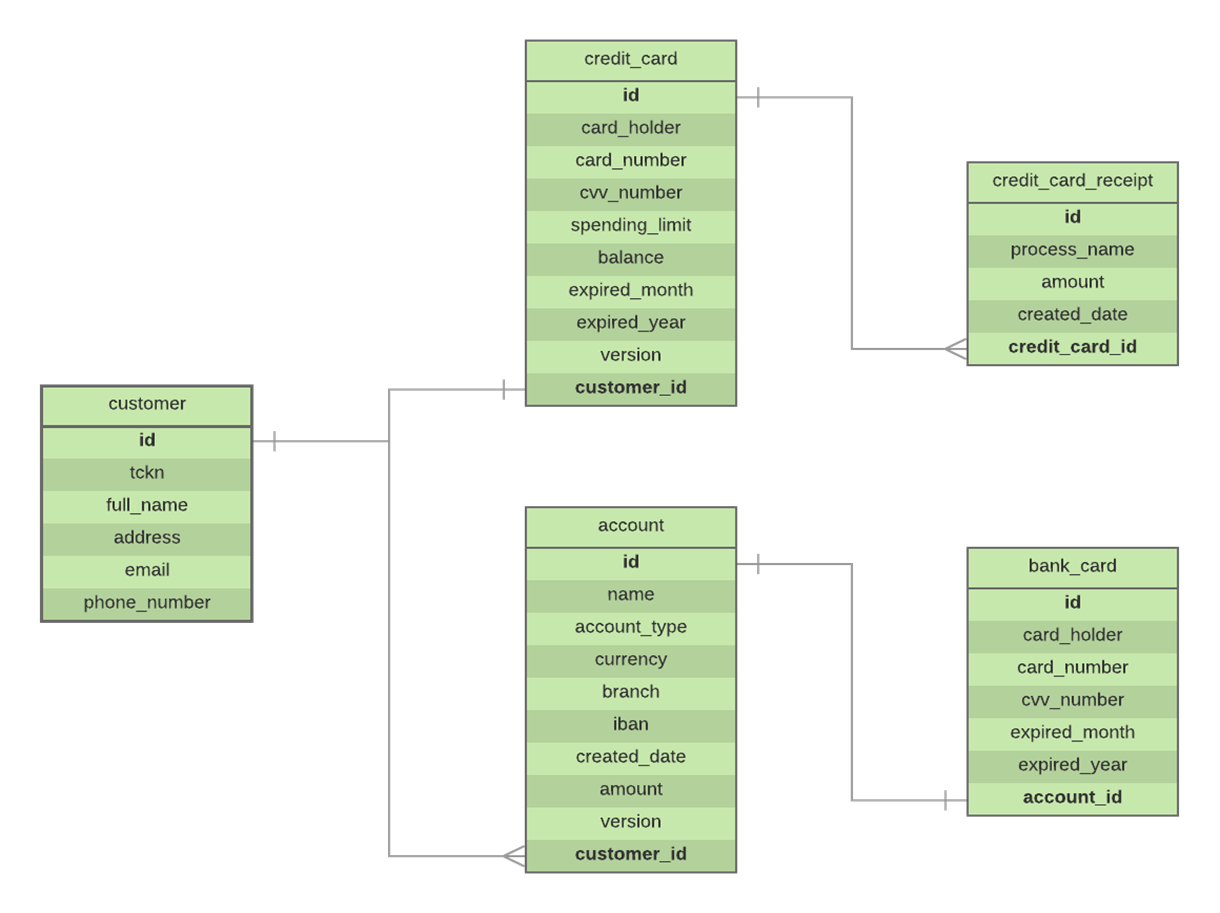 credit_card
id
card_holder
card_number
cvv_number
spending_limit
balance
expired_month
expired_year
version
customer_id
credit_card_receipt
id
process_name
amount
created_date
credit_card_id
customer
id
tckn
full_name
address
email
phone_number
account
id
name
account_type
currency
branch
iban
created_date
amount
version
customer_id
bank_card
id
card_holder
card_number
cvv_number
expired_month
expired_year
account_id